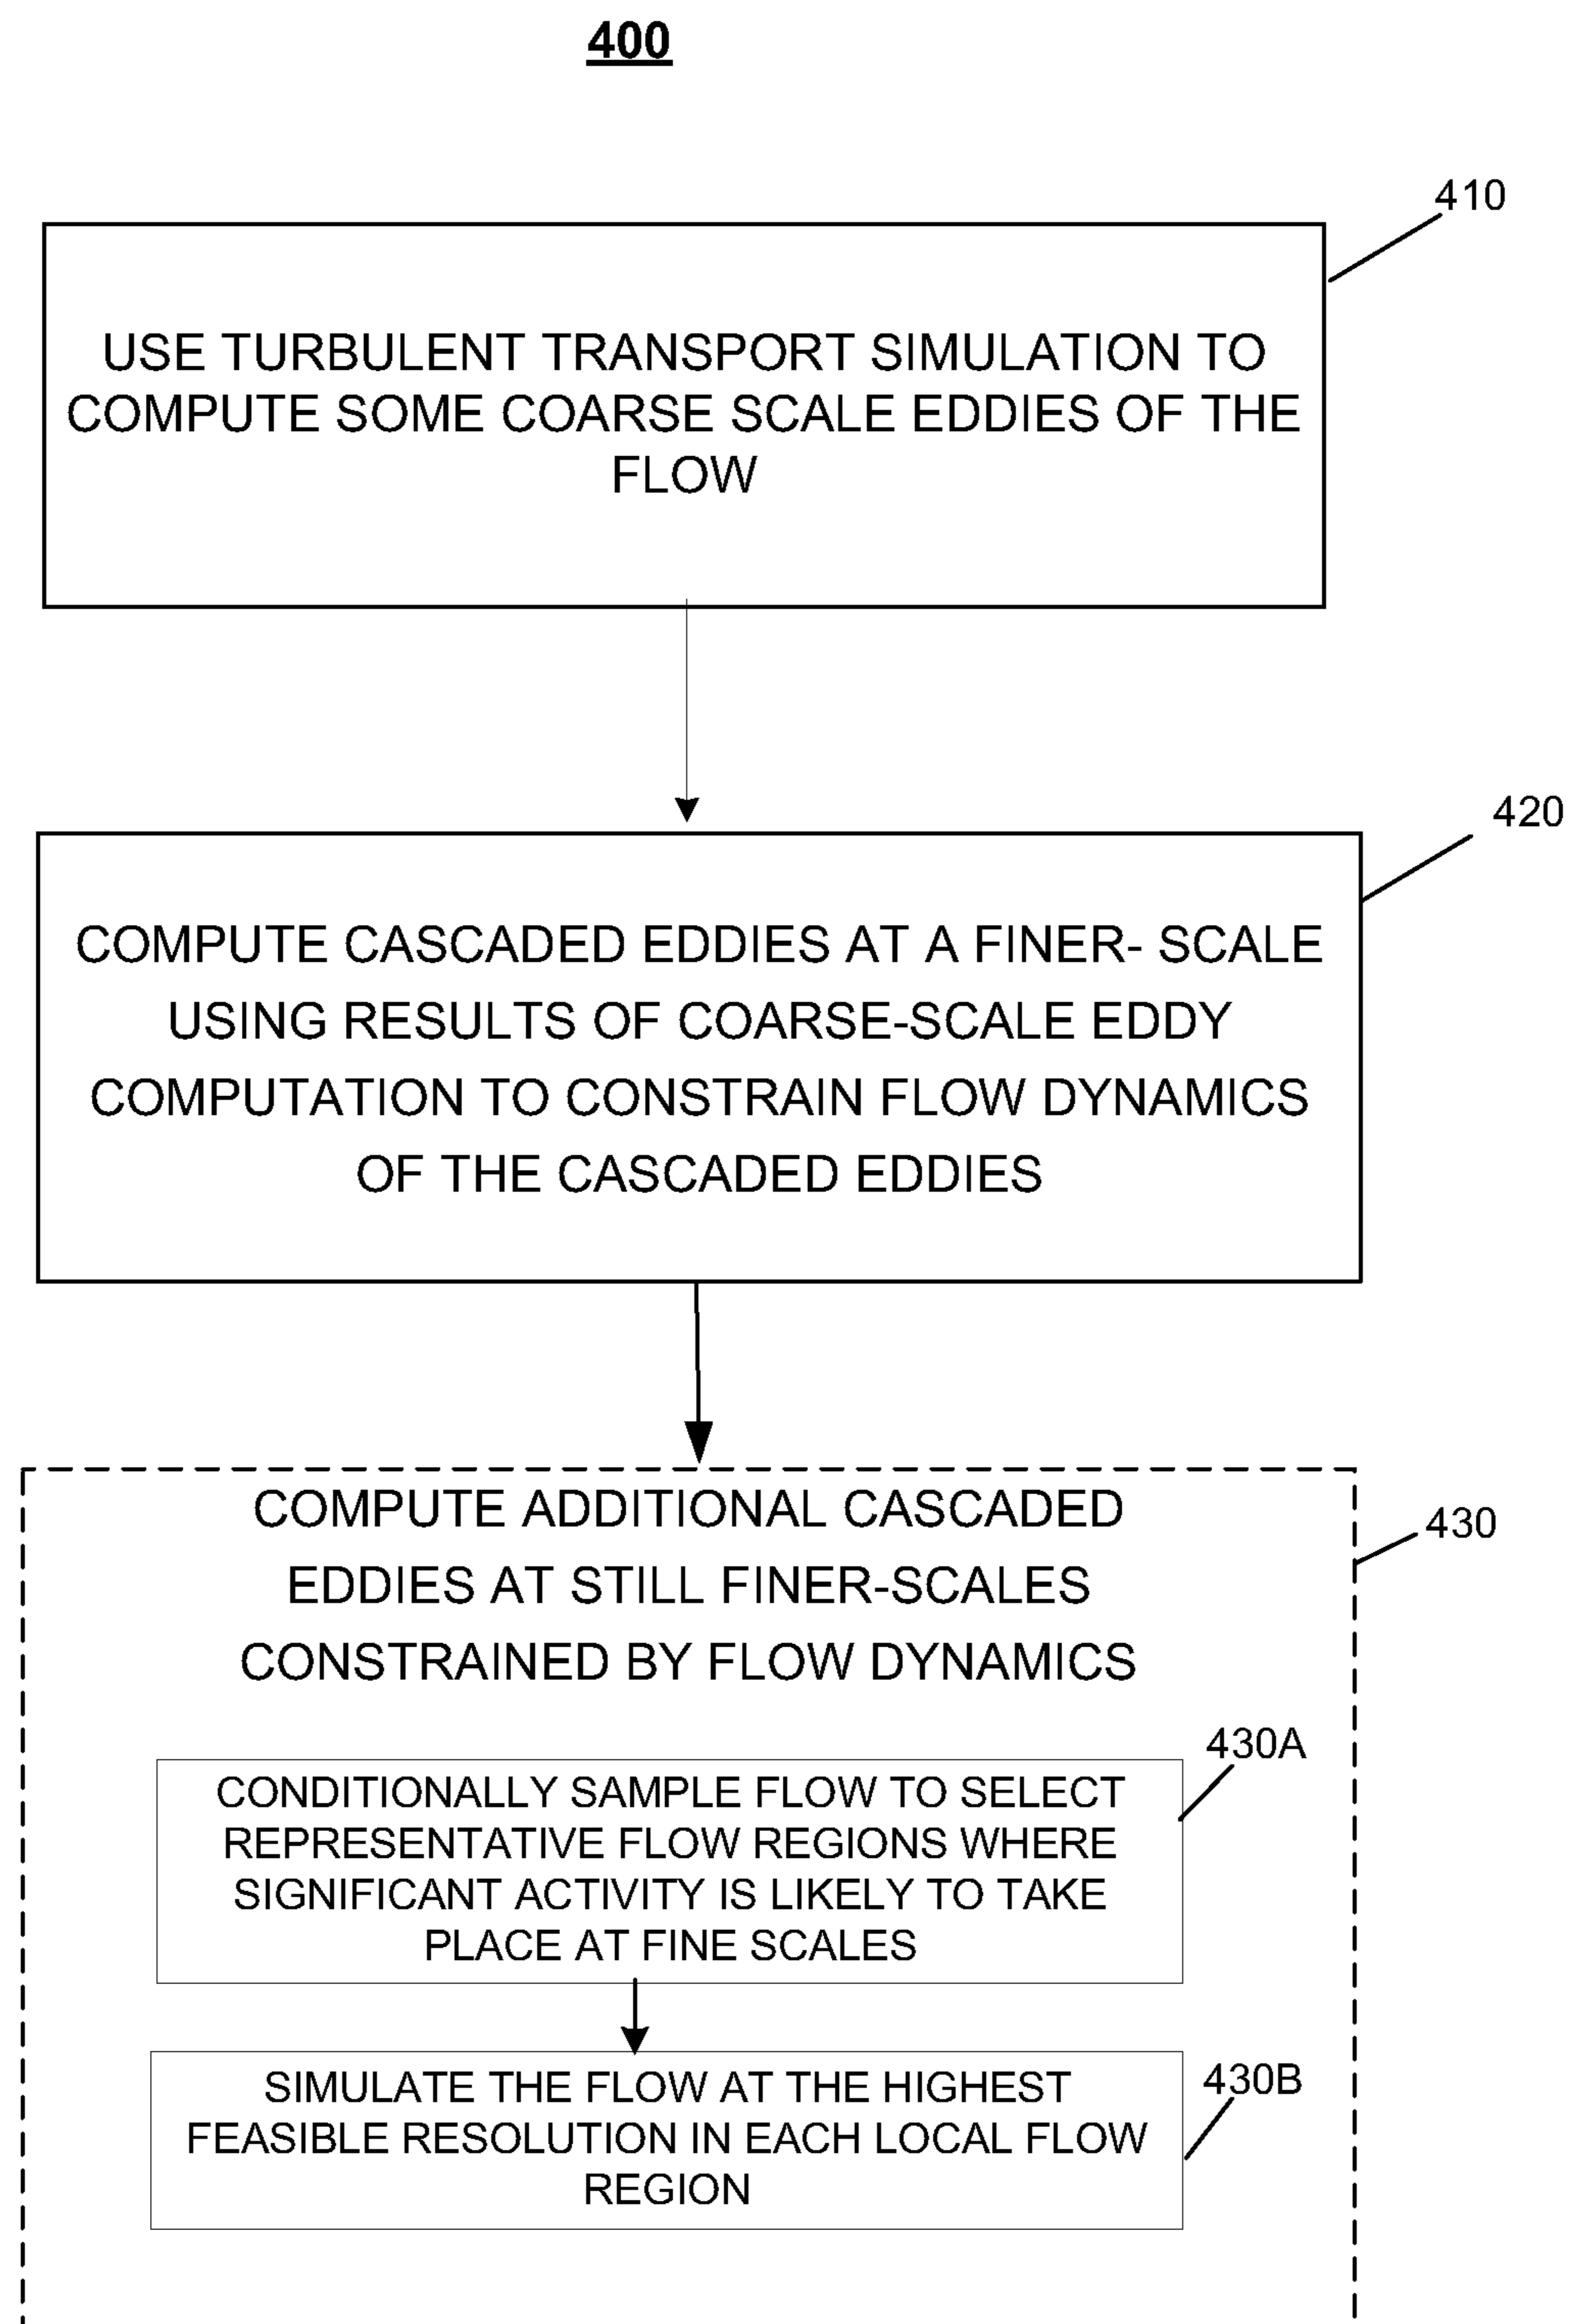 400
410
USE TURBULENT TRANSPORT SIMULATION TO
COMPUTE SOME COARSE SCALE EDDIES OF THE
FLOW
420
COMPUTE CASCADED EDDIES AT A FINER- SCALE
USING RESULTS OF COARSE-SCALE EDDY
COMPUTATION TO CONSTRAIN FLOW DYNAMICS
OF THE CASCADED EDDIES
COMPUTE ADDITIONAL CASCADED
EDDIES AT STILL FINER-SCALES
CONSTRAINED BY FLOW DYNAMICS
430
430A
CONDITIONALLY SAMPLE FLOW TO SELECT
REPRESENTATIVE FLOW REGIONS WHERE
SIGNIFICANT ACTIVITY IS LIKELY TO TAKE
PLACE AT FINE SCALES
430B
SIMULATE THE FLOW AT THE HIGHEST
FEASIBLE RESOLUTION IN EACH LOCAL FLOW
REGION